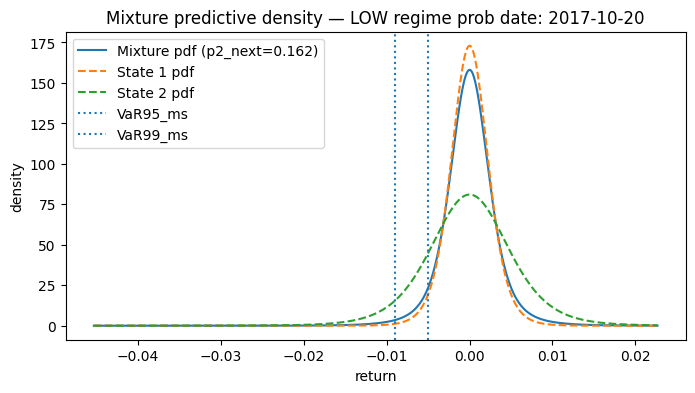 Mixture predictive density — LOW regime prob date: 2017-10-20
Mixture pdf (p2_next=0.162)
State 1 pdf
State 2 pdf
VaR95_ms
VaR99_ms
density
175
150
125
100
75
50
25
0
−0.04
−0.03
−0.02
−0.01
0.00
0.01
0.02
return